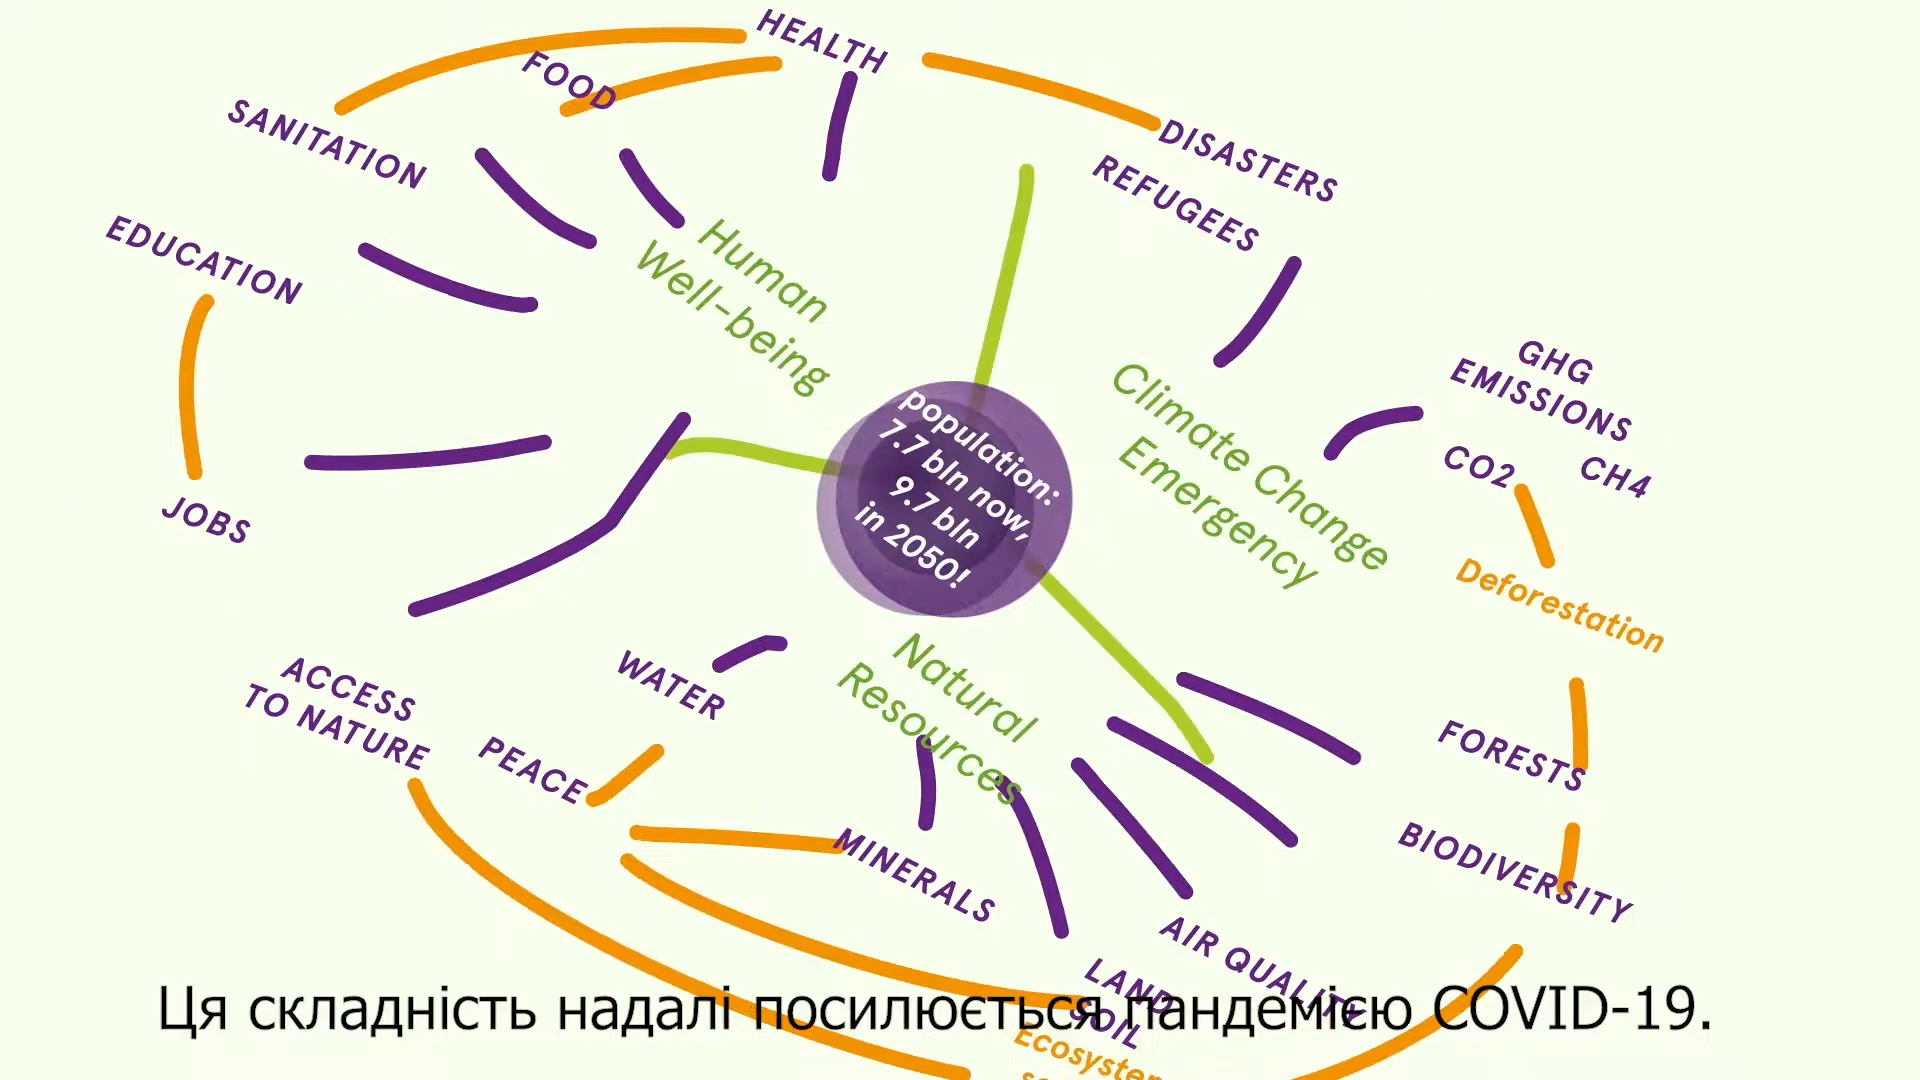 HEALTH
FOOD
SANITATION
DISASTERS
REFUGEES
EDUCATION
Human
Well-being
GHG
EMISSIONS
CO2
CH4
Climate Change
Emergency
population:
7.7 bln now,
9.7 bln
in 2050!
JOBS
Deforestation
ACCESS
TO NATURE
WATER
Natural
Resources
PEACE
FORESTS
MINERALS
BIODIVERSITY
AIR QUALITY
LAND
SOIL
Ця складність надалі посилюється пандемією COVID-19.